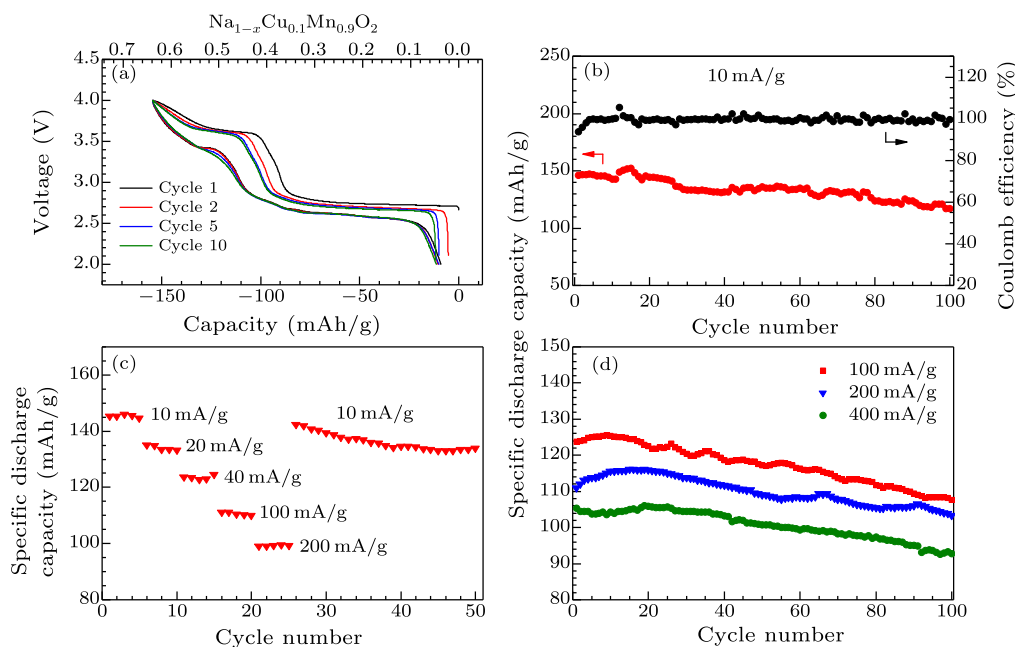 Na₁₋ₓCu₀.₁Mn₀.₉O₂
0.7 0.6 0.5 0.4 0.3 0.2 0.1 0.0
(a)
4.5
4.0
3.5
3.0
2.5
2.0
Voltage (V)
Cycle 1
Cycle 2
Cycle 5
Cycle 10
−150 −100 −50 0
Capacity (mAh/g)
(b)
10 mA/g
250
200
150
100
50
Specific discharge capacity (mAh/g)
120
100
80
60
40
20
Coulomb efficiency (%)
0 20 40 60 80 100
Cycle number
(c)
160
140
120
100
80
Specific discharge
capacity (mAh/g)
10 mA/g
20 mA/g
40 mA/g
100 mA/g
200 mA/g
10 mA/g
0 10 20 30 40 50
Cycle number
(d)
150
140
130
120
110
100
90
80
100 mA/g
200 mA/g
400 mA/g
0 20 40 60 80 100
Cycle number